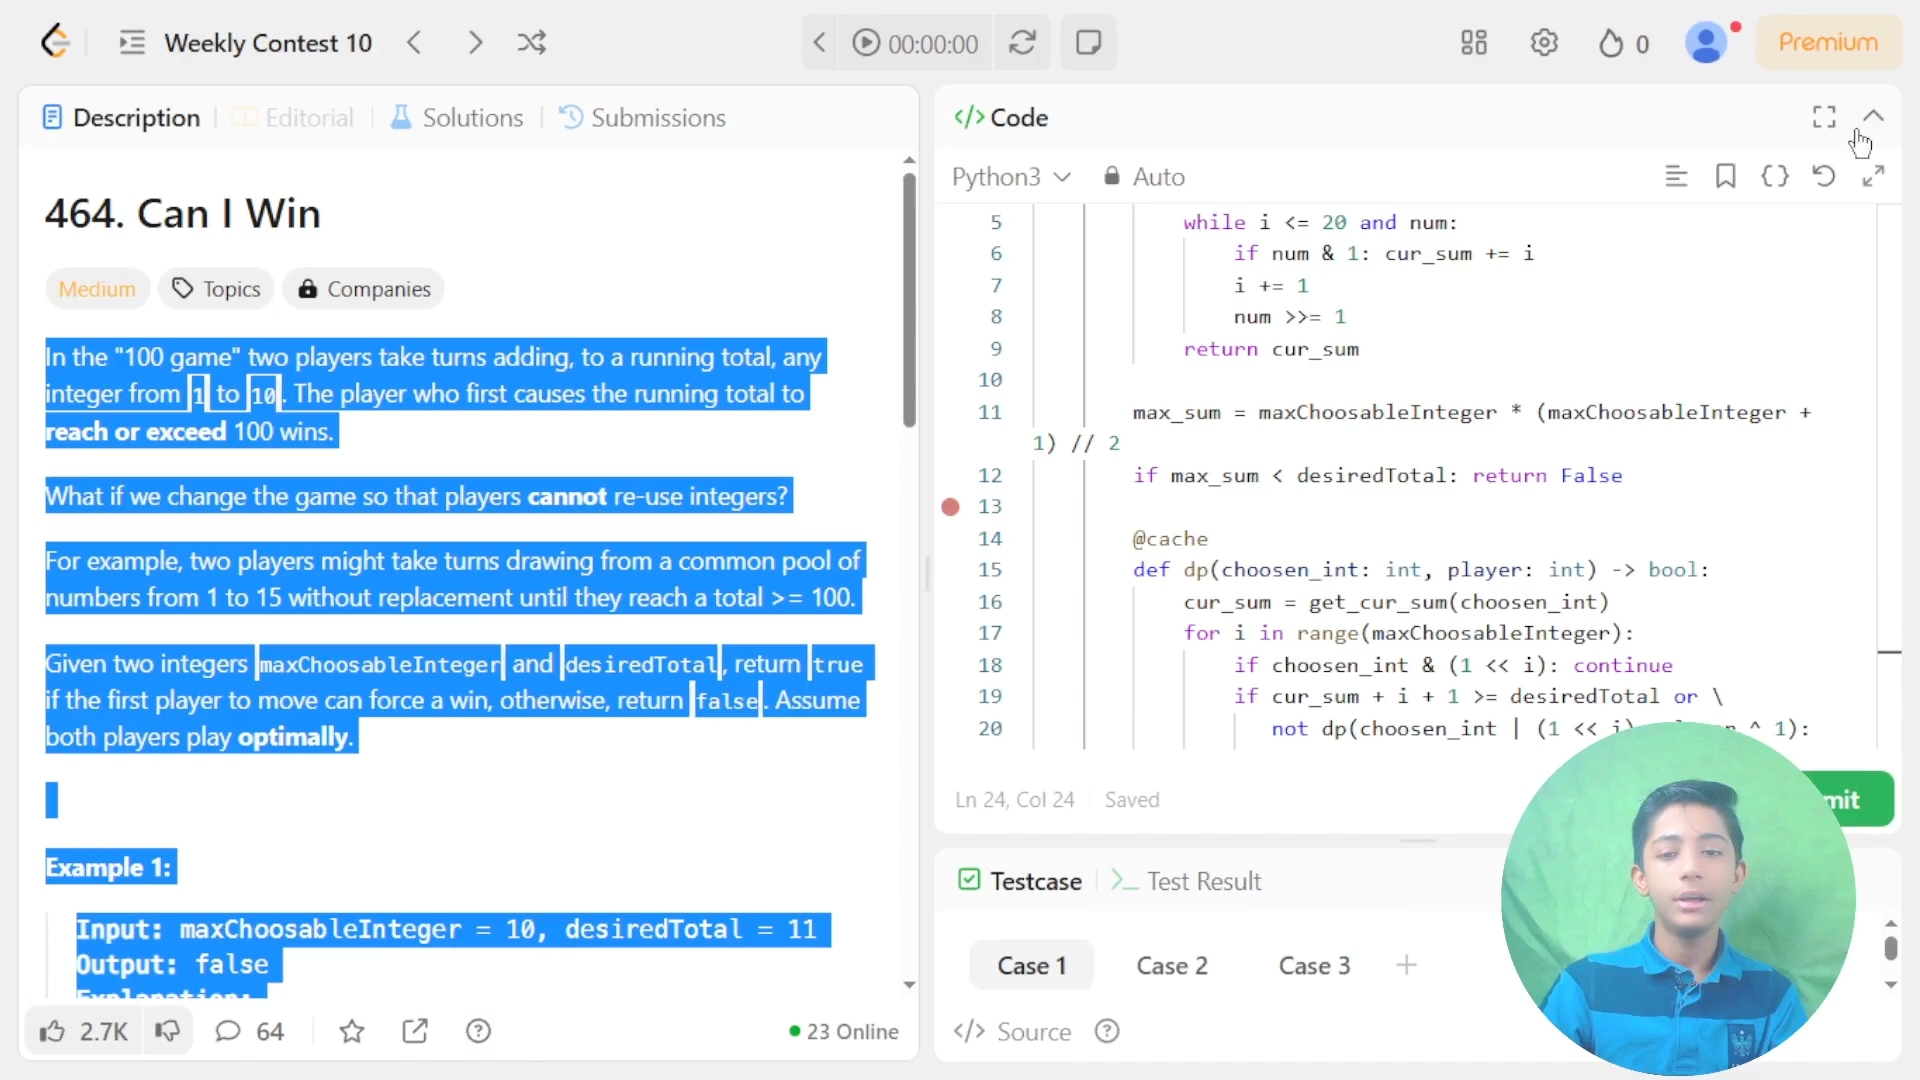 Weekly Contest 10
00:00:00
0
Premium
Description
Editorial
Solutions
Submissions
464. Can I Win
Medium
Topics
Companies
In the "100 game" two players take turns adding, to a running total, any
integer from 1 to 10. The player who first causes the running total to
reach or exceed 100 wins.
What if we change the game so that players cannot re-use integers?
For example, two players might take turns drawing from a common pool of
numbers from 1 to 15 without replacement until they reach a total >= 100.
Given two integers maxChoosableInteger and desiredTotal, return true
if the first player to move can force a win, otherwise, return false. Assume
both players play optimally.
Example 1:
Input: maxChoosableInteger = 10, desiredTotal = 11
Output: false
Explanation:
2.7K
64
23 Online
</> Code
Python3
Auto
5 while i <= 20 and num:
6 if num & 1: cur_sum += i
7 i += 1
8 num >>= 1
9 return cur_sum
10
11 max_sum = maxChoosableInteger * (maxChoosableInteger +
1) // 2
12 if max_sum < desiredTotal: return False
13
14 @cache
15 def dp(choosen_int: int, player: int) -> bool:
16 cur_sum = get_cur_sum(choosen_int)
17 for i in range(maxChoosableInteger):
18 if choosen_int & (1 << i): continue
19 if cur_sum + i + 1 >= desiredTotal or \
20 not dp(choosen_int | (1 << i) ^ 1):
Ln 24, Col 24
Saved
mit
Testcase
Test Result
Case 1
Case 2
Case 3
</> Source